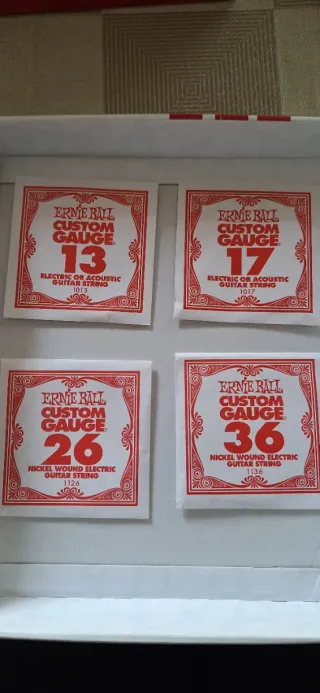 ERNIE BALL
CUSTOM
GAUGE
13
ELECTRIC OR ACOUSTIC
GUITAR STRING
1013
ERNIE BALL
CUSTOM
GAUGE
17
ELECTRIC OR ACOUSTIC
GUITAR STRING
1017
ERNIE BALL
CUSTOM
GAUGE
26
NICKEL WOUND ELECTRIC
GUITAR STRING
1126
ERNIE BALL
CUSTOM
GAUGE
36
NICKEL WOUND ELECTRIC
GUITAR STRING
1136